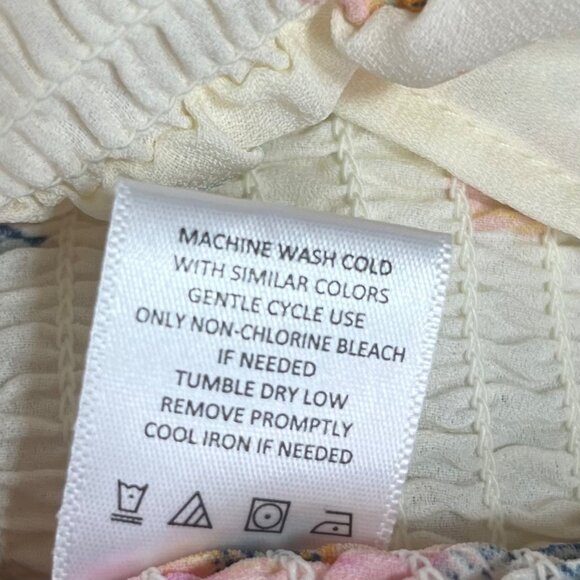 MACHINE WASH COLD
WITH SIMILAR COLORS
GENTLE CYCLE USE
ONLY NON-CHLORINE BLEACH
IF NEEDED
TUMBLE DRY LOW
REMOVE PROMPTLY
COOL IRON IF NEEDED